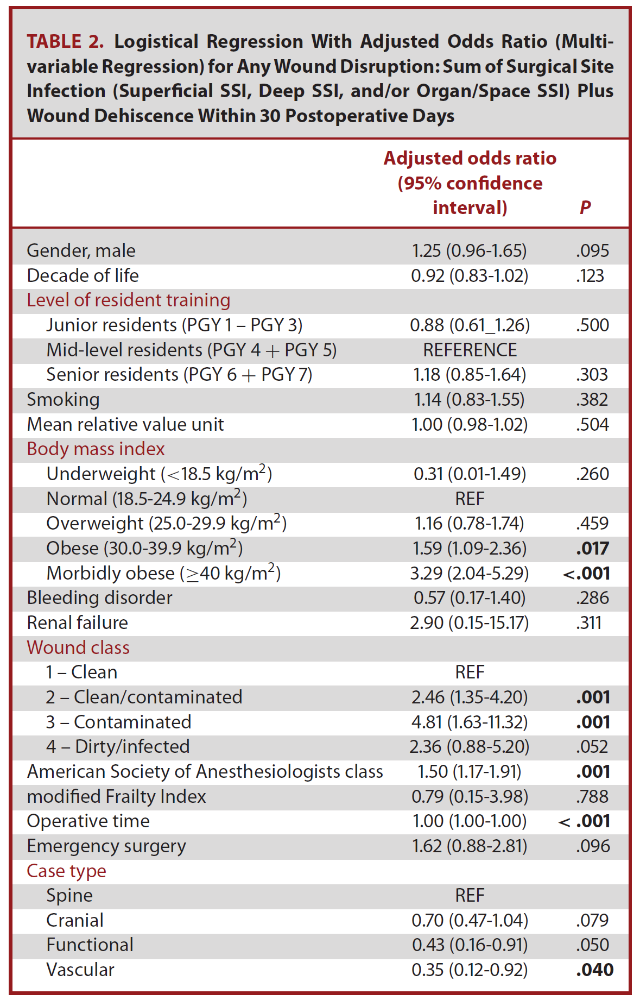 TABLE 2. Logistical Regression With Adjusted Odds Ratio (Multi-
variable Regression) for Any Wound Disruption: Sum of Surgical Site
Infection (Superficial SSI, Deep SSI, and/or Organ/Space SSI) Plus
Wound Dehiscence Within 30 Postoperative Days
Adjusted odds ratio
(95% confidence
interval) P
Gender, male 1.25 (0.96-1.65) .095
Decade of life 0.92 (0.83-1.02) .123
Level of resident training
Junior residents (PGY 1 – PGY 3) 0.88 (0.61_1.26) .500
Mid-level residents (PGY 4 + PGY 5) REFERENCE
Senior residents (PGY 6 + PGY 7) 1.18 (0.85-1.64) .303
Smoking 1.14 (0.83-1.55) .382
Mean relative value unit 1.00 (0.98-1.02) .504
Body mass index
Underweight (<18.5 kg/m²) 0.31 (0.01-1.49) .260
Normal (18.5-24.9 kg/m²) REF
Overweight (25.0-29.9 kg/m²) 1.16 (0.78-1.74) .459
Obese (30.0-39.9 kg/m²) 1.59 (1.09-2.36) .017
Morbidly obese (≥40 kg/m²) 3.29 (2.04-5.29) <.001
Bleeding disorder 0.57 (0.17-1.40) .286
Renal failure 2.90 (0.15-15.17) .311
Wound class
1 – Clean REF
2 – Clean/contaminated 2.46 (1.35-4.20) .001
3 – Contaminated 4.81 (1.63-11.32) .001
4 – Dirty/infected 2.36 (0.88-5.20) .052
American Society of Anesthesiologists class 1.50 (1.17-1.91) .001
modified Frailty Index 0.79 (0.15-3.98) .788
Operative time 1.00 (1.00-1.00) < .001
Emergency surgery 1.62 (0.88-2.81) .096
Case type
Spine REF
Cranial 0.70 (0.47-1.04) .079
Functional 0.43 (0.16-0.91) .050
Vascular 0.35 (0.12-0.92) .040